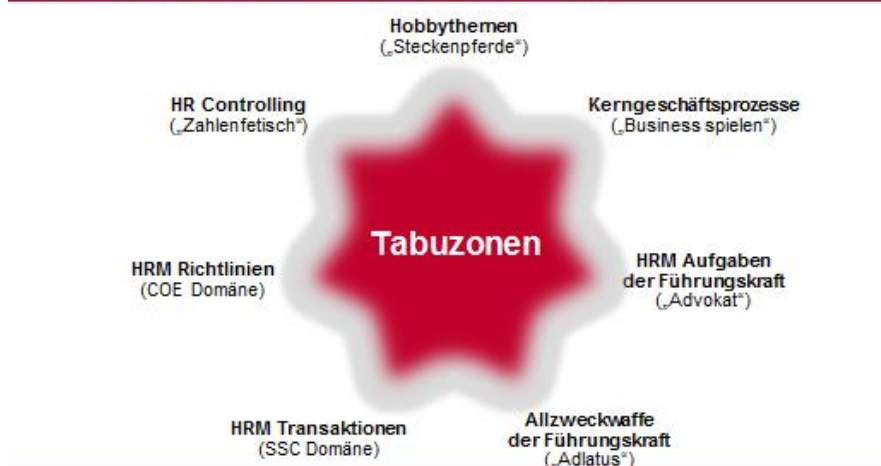 Hobbythemen
(„Steckenpferde“)
HR Controlling
(„Zahlenfetisch“)
Kerngeschäftsprozesse
(„Business spielen“)
Tabuzonen
HRM Richtlinien
(COE Domäne)
HRM Aufgaben
der Führungskraft
(„Advokat“)
HRM Transaktionen
(SSC Domäne)
Allzweckwaffe
der Führungskraft
(„Adlatus“)